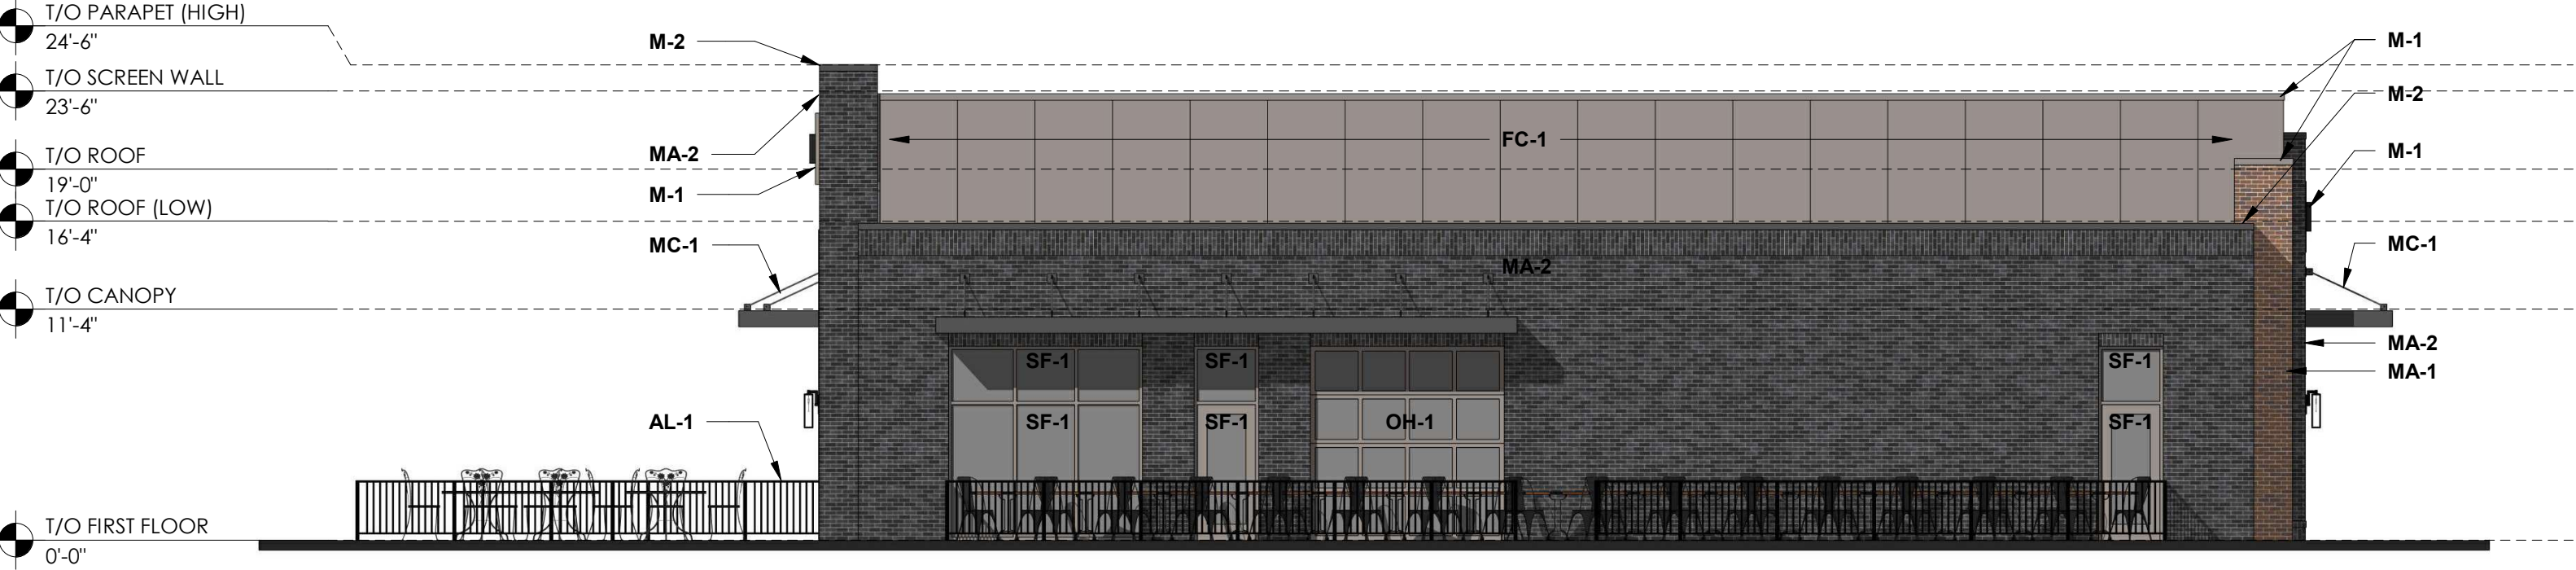 T/O PARAPET (HIGH)
24'-6"
T/O SCREEN WALL
23'-6"
T/O ROOF
19'-0"
T/O ROOF (LOW)
16'-4"
T/O CANOPY
11'-4"
T/O FIRST FLOOR
0'-0"
M-2
MA-2
M-1
MC-1
AL-1
FC-1
MA-2
SF-1 SF-1 SF-1
SF-1 SF-1 OH-1 SF-1
M-1
M-2
M-1
MC-1
MA-2
MA-1